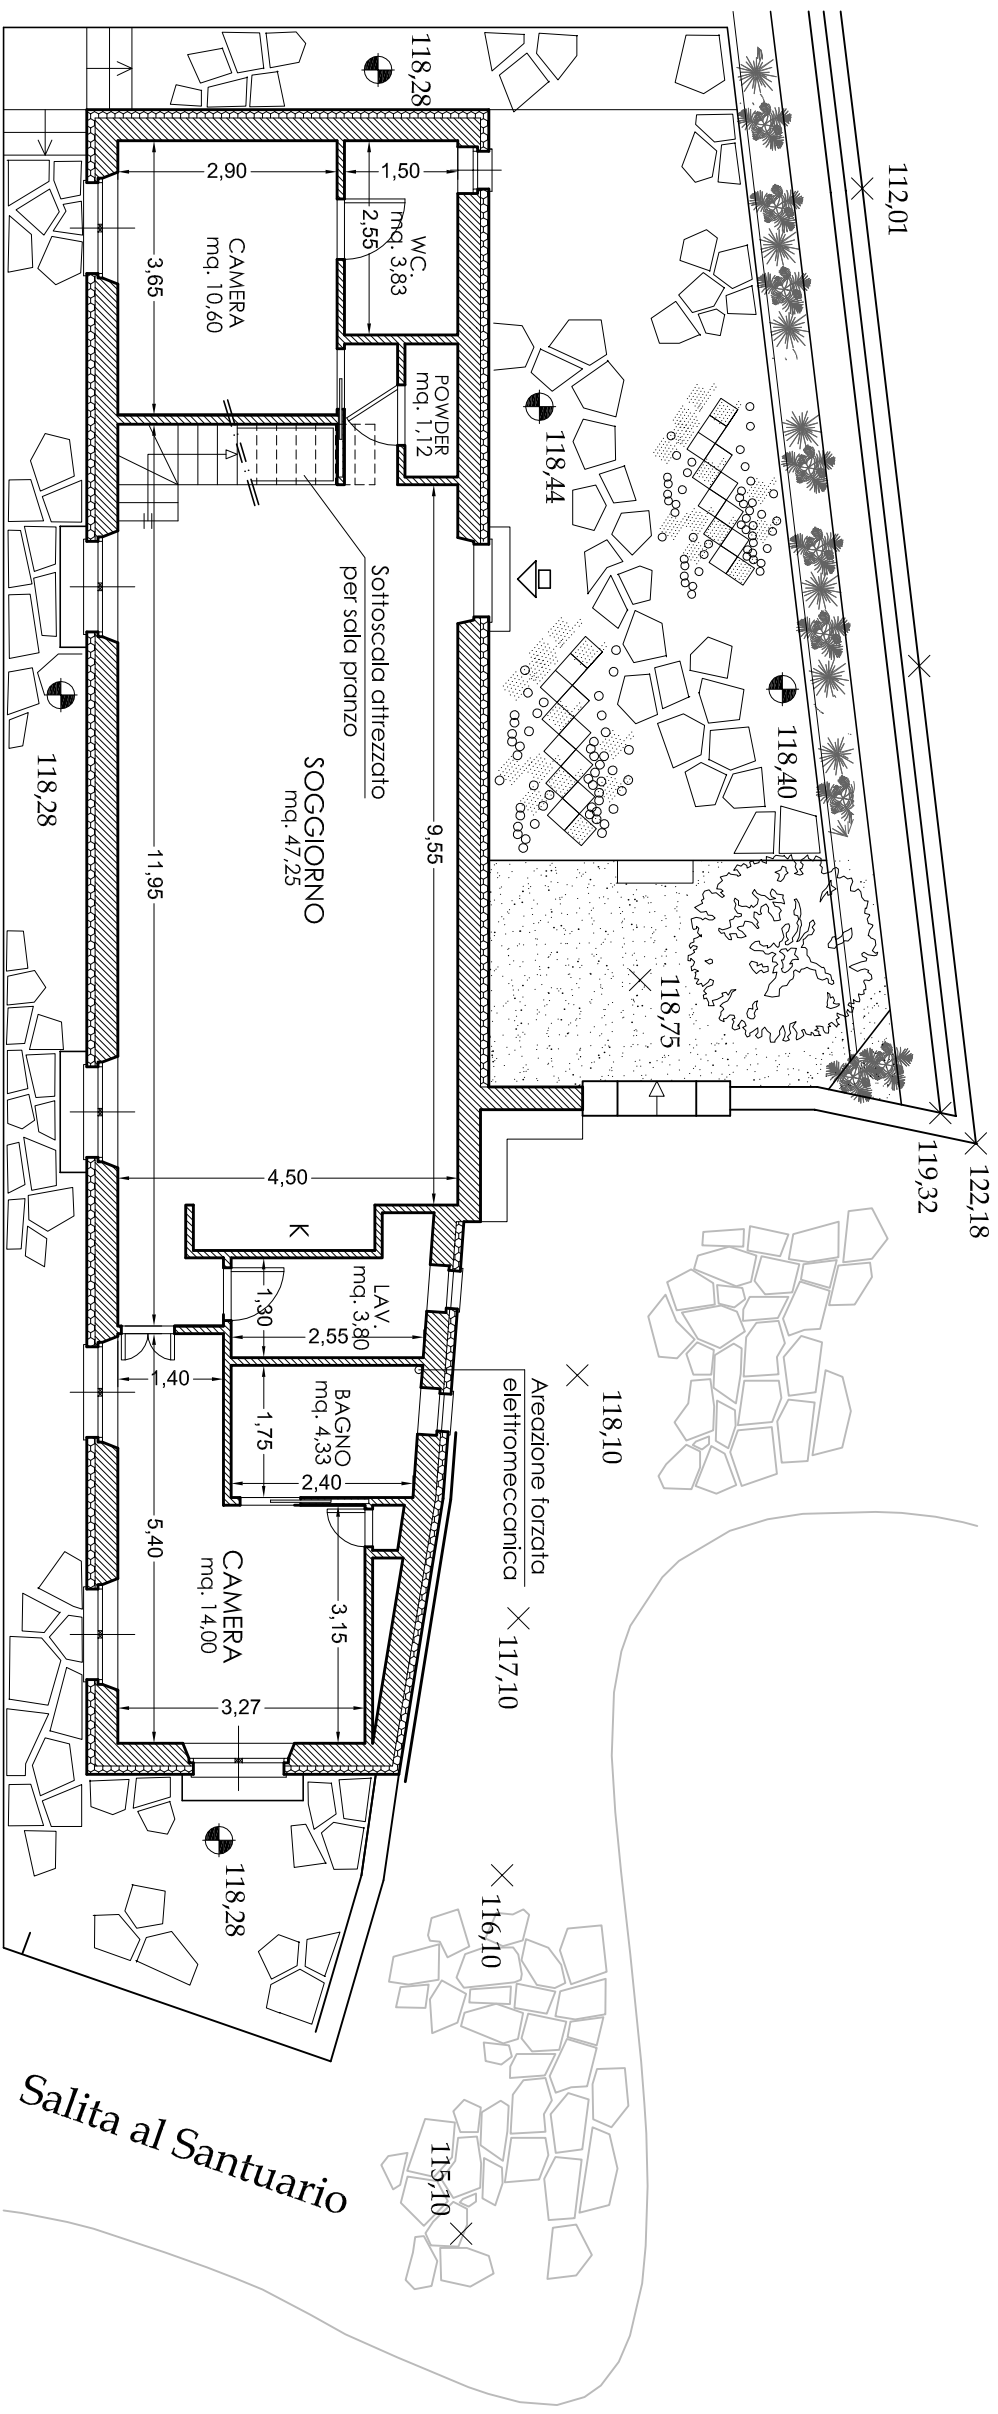 118,28
112,01
2,90
1,50
2,55
WC.
mq. 3,83
CAMERA
mq. 10,60
3,65
POWDER
mq. 1,12
118,44
Sottoscala attrezzato
per sala pranzo
118,40
118,28
SOGGIORNO
mq. 47,25
9,55
11,95
118,75
4,50
K
119,32
122,18
LAV.
mq. 3,80
1,30
2,55
1,40
Areazione forzata
elettromeccanica
118,10
BAGNO
mq. 4,33
1,75
2,40
5,40
CAMERA
mq. 14,00
3,15
3,27
117,10
118,28
116,10
115,10
Salita al Santuario